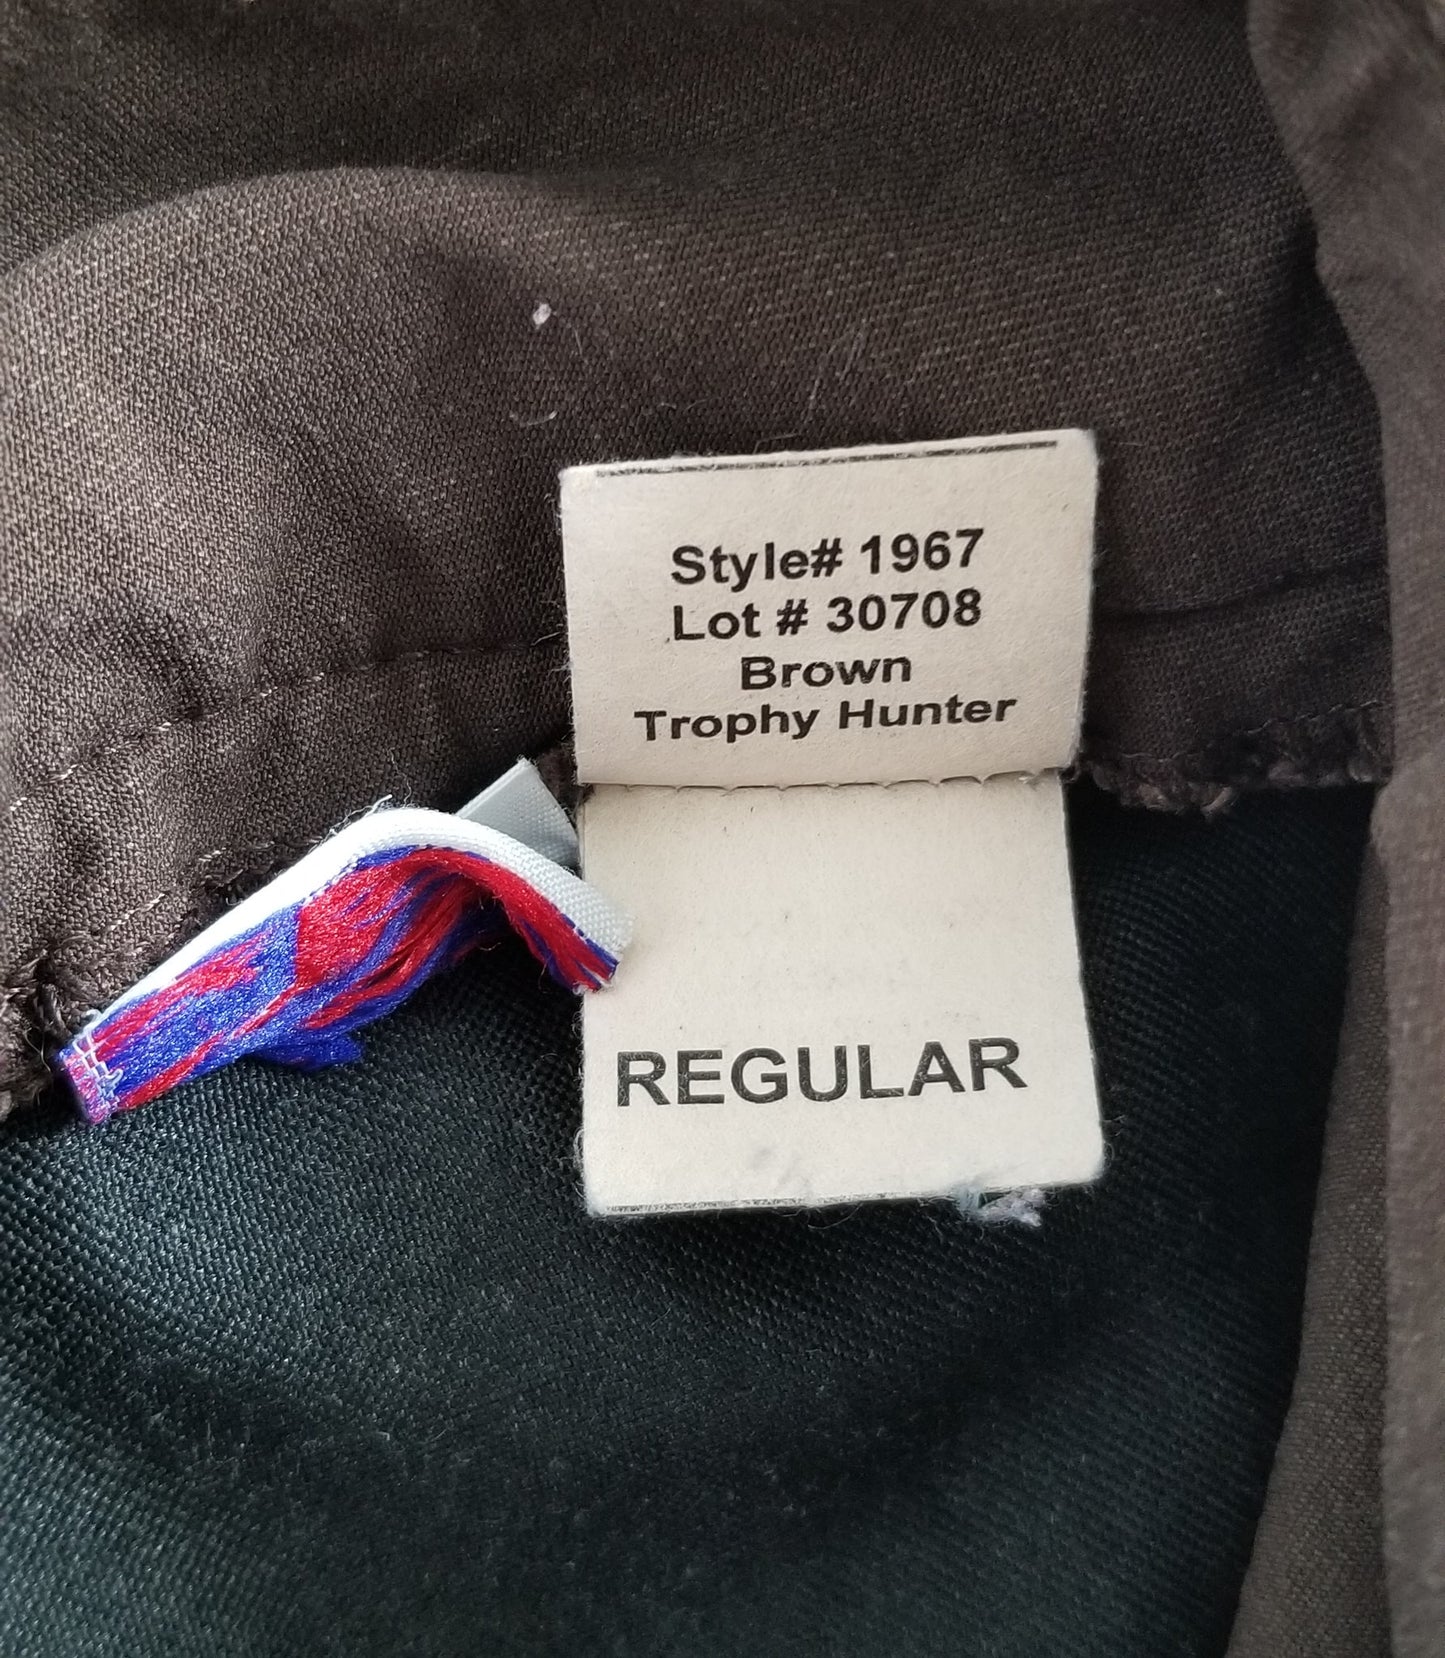 Style# 1967
Lot # 30708
Brown
Trophy Hunter
REGULAR